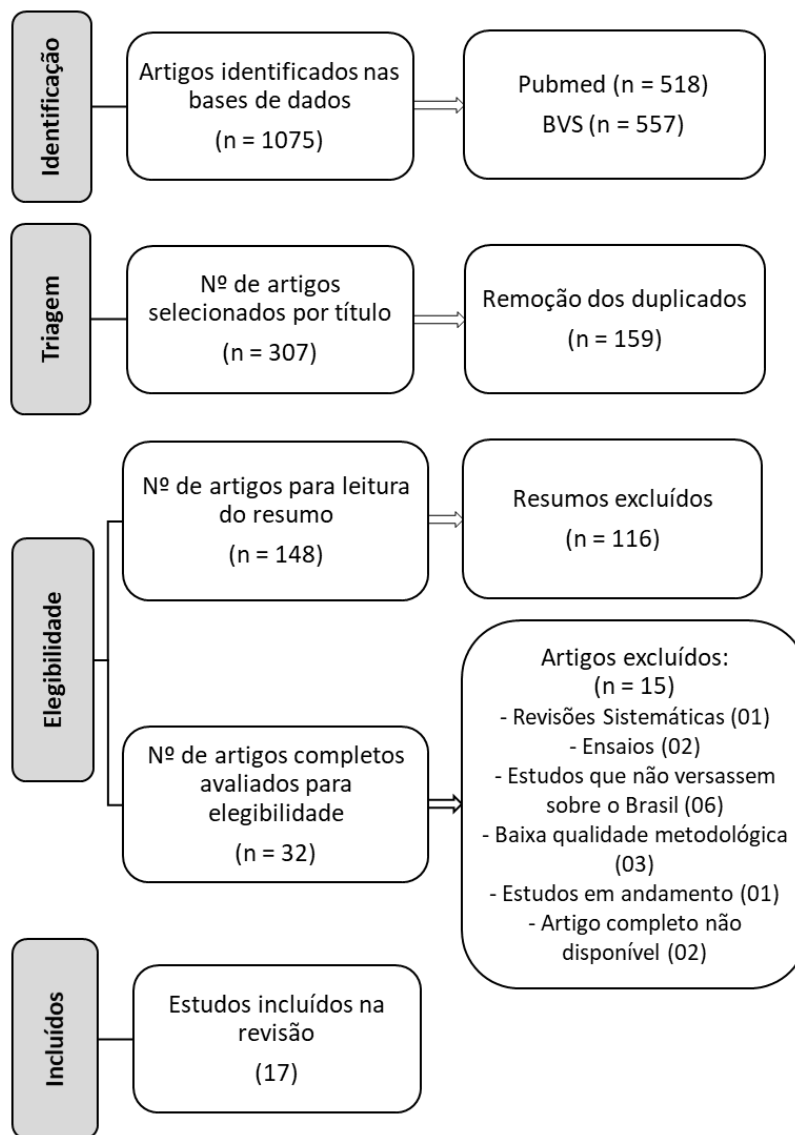 Identificação
Artigos identificados nas
bases de dados
(n = 1075)
Pubmed (n = 518)
BVS (n = 557)
Triagem
Nº de artigos
selecionados por título
(n = 307)
Remoção dos duplicados
(n = 159)
Elegibilidade
Nº de artigos para leitura
do resumo
(n = 148)
Resumos excluídos
(n = 116)
Nº de artigos completos
avaliados para
elegibilidade
(n = 32)
Artigos excluídos:
(n = 15)
- Revisões Sistemáticas (01)
- Ensaios (02)
- Estudos que não versassem
sobre o Brasil (06)
- Baixa qualidade metodológica
(03)
- Estudos em andamento (01)
- Artigo completo não
disponível (02)
Incluídos
Estudos incluídos na
revisão
(17)